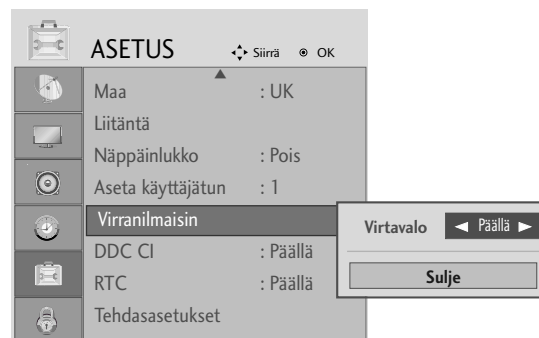 ASETUS Siirrä OK
Maa : UK
Liitäntä
Näppäinlukko : Pois
Aseta käyttäjätun : 1
Virranilmaisin
Virtavalo ◄ Päällä ►
DDC CI : Päällä
RTC : Päällä
Sulje
Tehdasasetukset